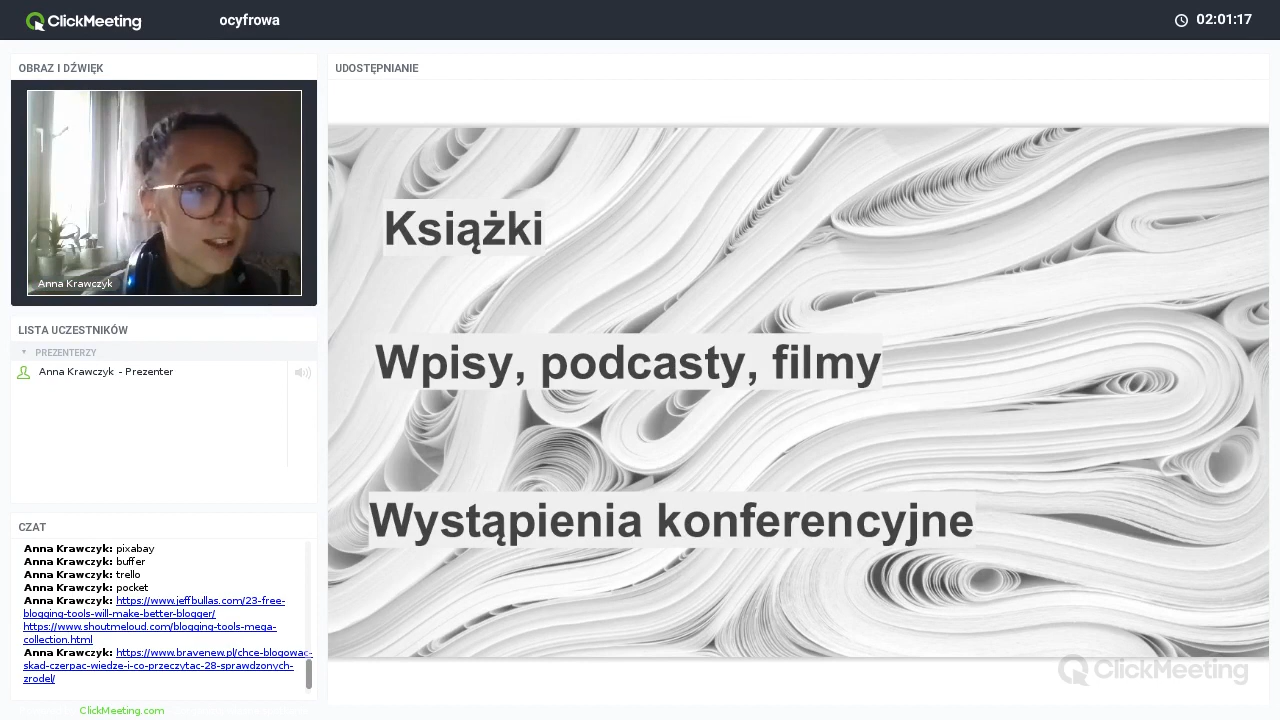 ClickMeeting
ocyfrowa
02:01:17
OBRAZ I DŹWIĘK
Anna Krawczyk
LISTA UCZESTNIKÓW
PREZENTERZY
Anna Krawczyk - Prezenter
CZAT
Anna Krawczyk: pixabay
Anna Krawczyk: buffer
Anna Krawczyk: trello
Anna Krawczyk: pocket
Anna Krawczyk: https://www.jeffbullas.com/23-free-
blogging-tools-will-make-better-blogger/
https://www.shoutmeloud.com/blogging-tools-mega-
collection.html
Anna Krawczyk: https://www.bravenew.pl/chce-blogowac-
skad-czerpac-wiedze-i-co-przeczytac-28-sprawdzonych-
zrodel/
ClickMeeting.com
UDOSTĘPNIANIE
Książki
Wpisy, podcasty, filmy
Wystąpienia konferencyjne
ClickMeeting